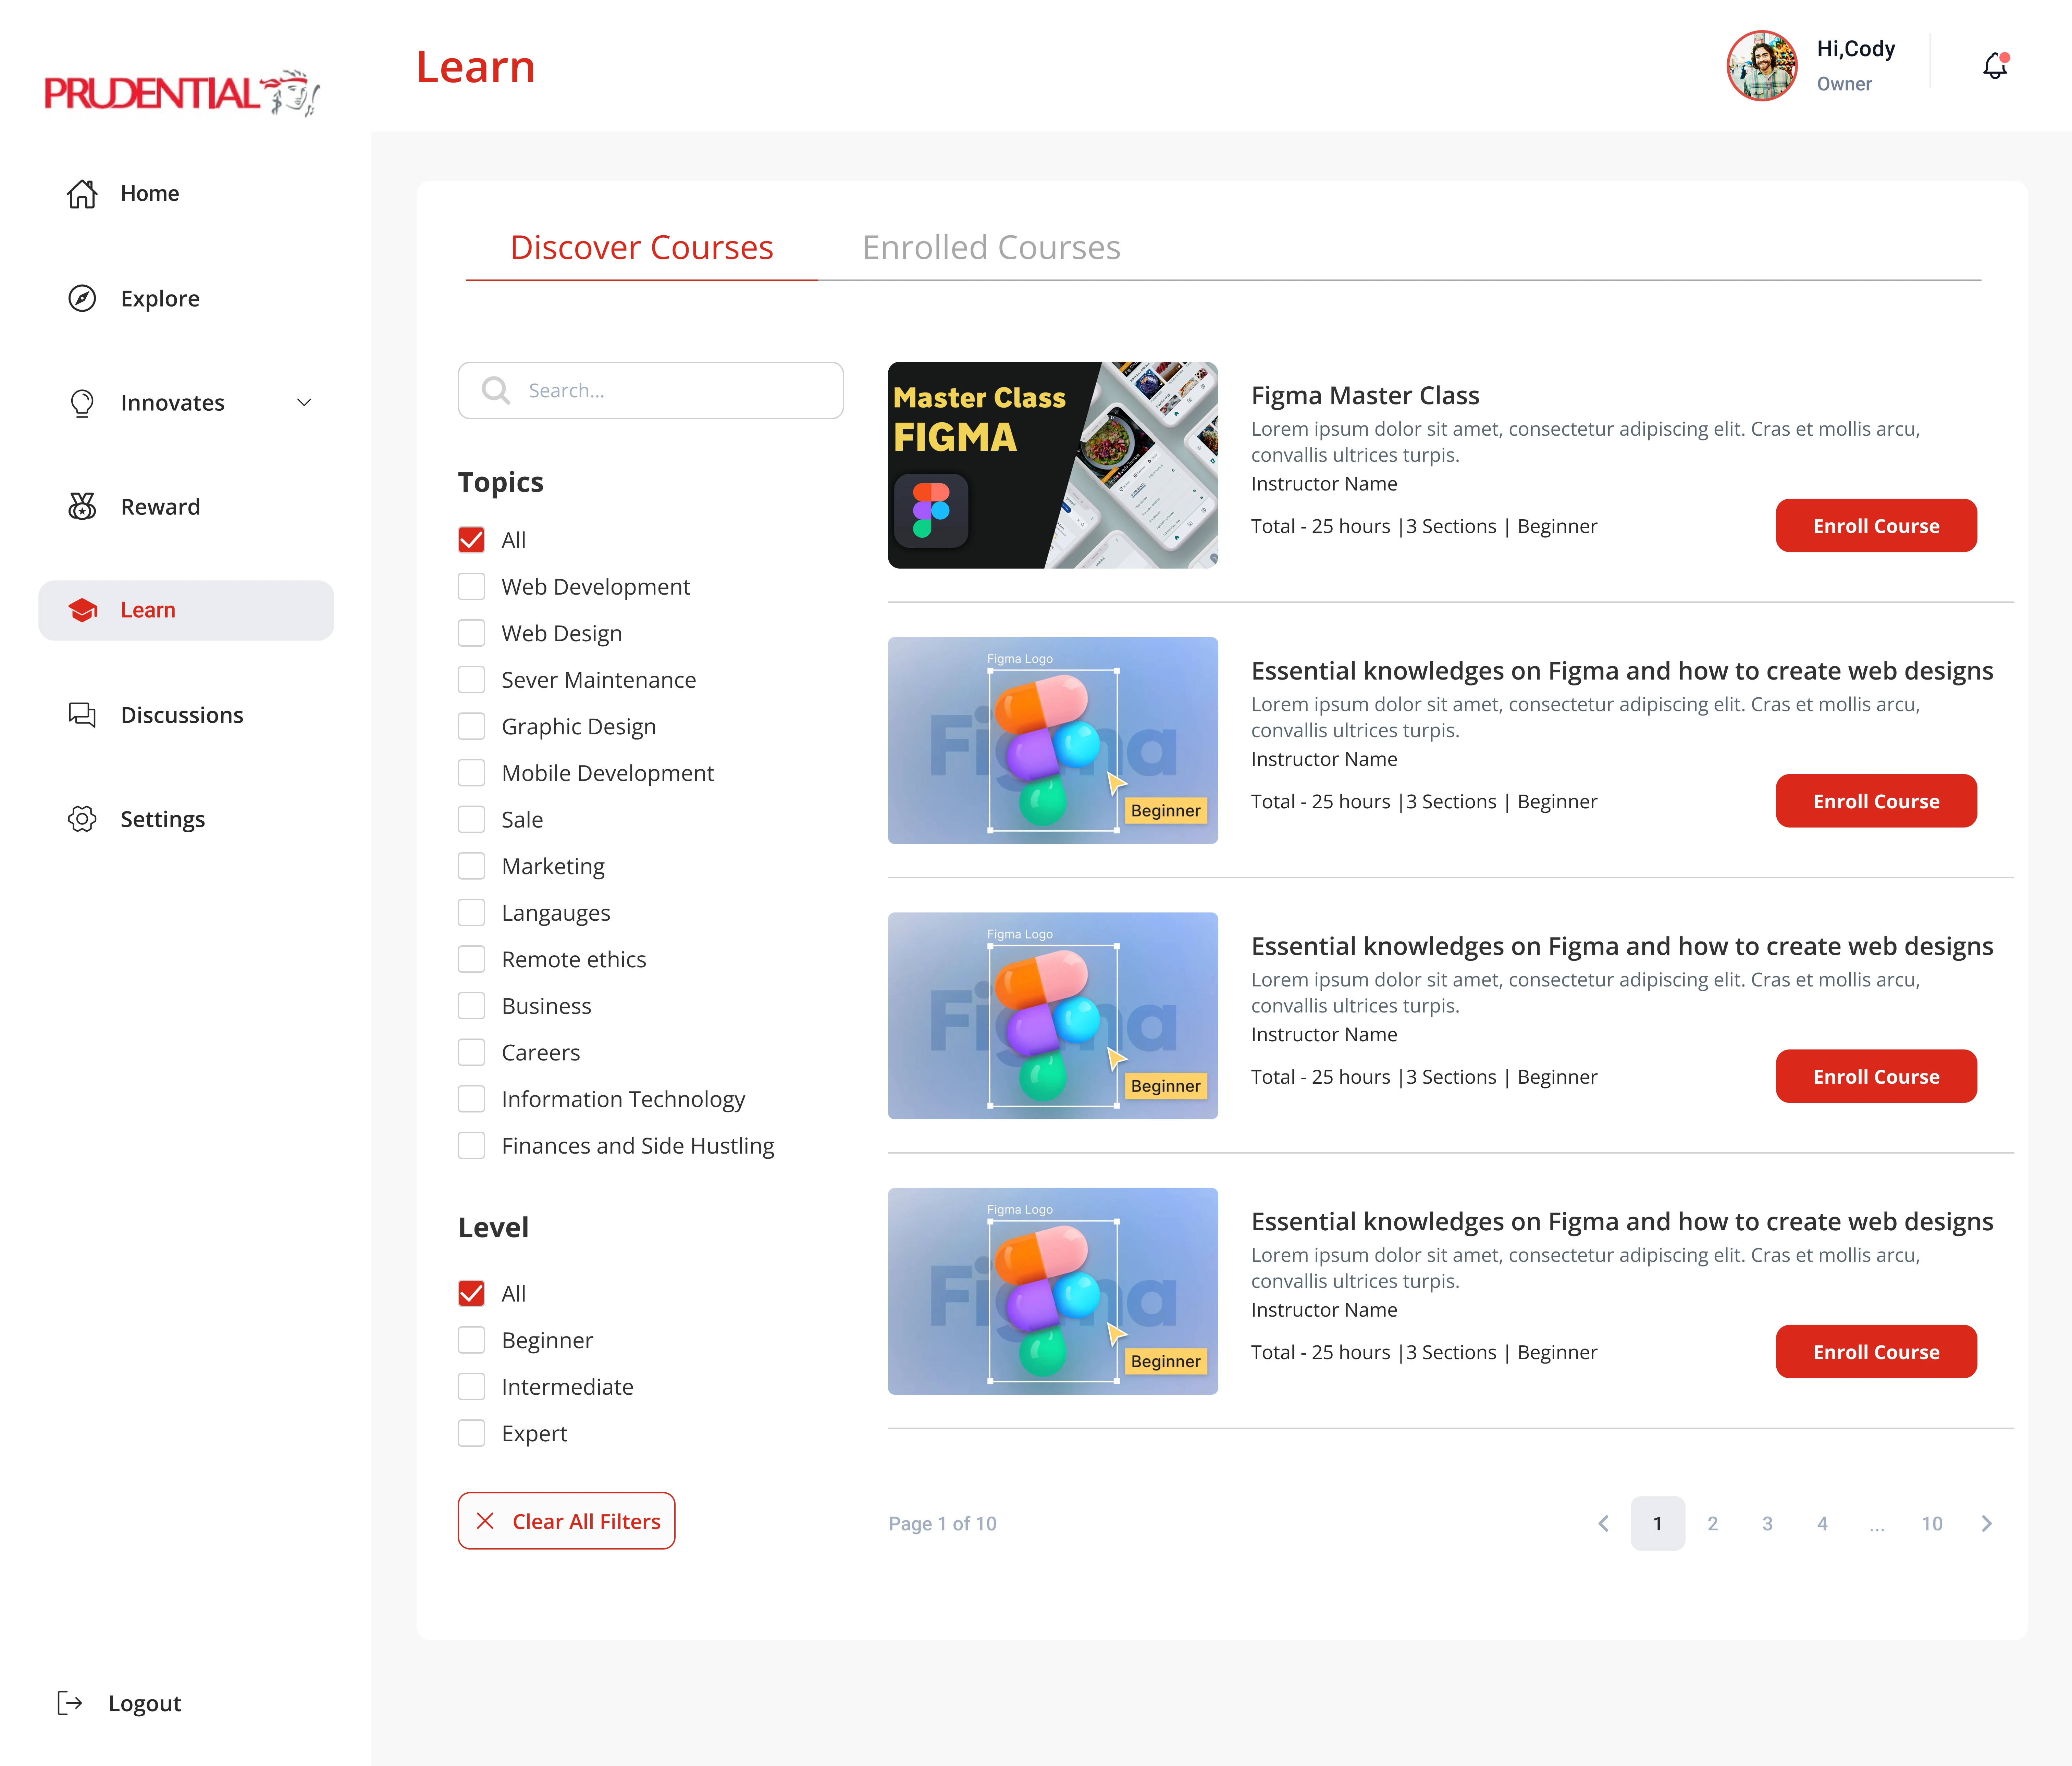 PRUDENTIAL
Home
Explore
Innovates
Reward
Learn
Discussions
Settings
Logout
Learn
Hi,Cody
Owner
Discover Courses
Enrolled Courses
Search...
Topics
All
Web Development
Web Design
Sever Maintenance
Graphic Design
Mobile Development
Sale
Marketing
Langauges
Remote ethics
Business
Careers
Information Technology
Finances and Side Hustling
Level
All
Beginner
Intermediate
Expert
Clear All Filters
Master Class
FIGMA
Figma Master Class
Lorem ipsum dolor sit amet, consectetur adipiscing elit. Cras et mollis arcu,
convallis ultrices turpis.
Instructor Name
Total - 25 hours |3 Sections | Beginner
Enroll Course
Figma Logo
Figma
Beginner
Essential knowledges on Figma and how to create web designs
Lorem ipsum dolor sit amet, consectetur adipiscing elit. Cras et mollis arcu,
convallis ultrices turpis.
Instructor Name
Total - 25 hours |3 Sections | Beginner
Enroll Course
Figma Logo
Figma
Beginner
Essential knowledges on Figma and how to create web designs
Lorem ipsum dolor sit amet, consectetur adipiscing elit. Cras et mollis arcu,
convallis ultrices turpis.
Instructor Name
Total - 25 hours |3 Sections | Beginner
Enroll Course
Figma Logo
Figma
Beginner
Essential knowledges on Figma and how to create web designs
Lorem ipsum dolor sit amet, consectetur adipiscing elit. Cras et mollis arcu,
convallis ultrices turpis.
Instructor Name
Total - 25 hours |3 Sections | Beginner
Enroll Course
Page 1 of 10
1 2 3 4 ... 10